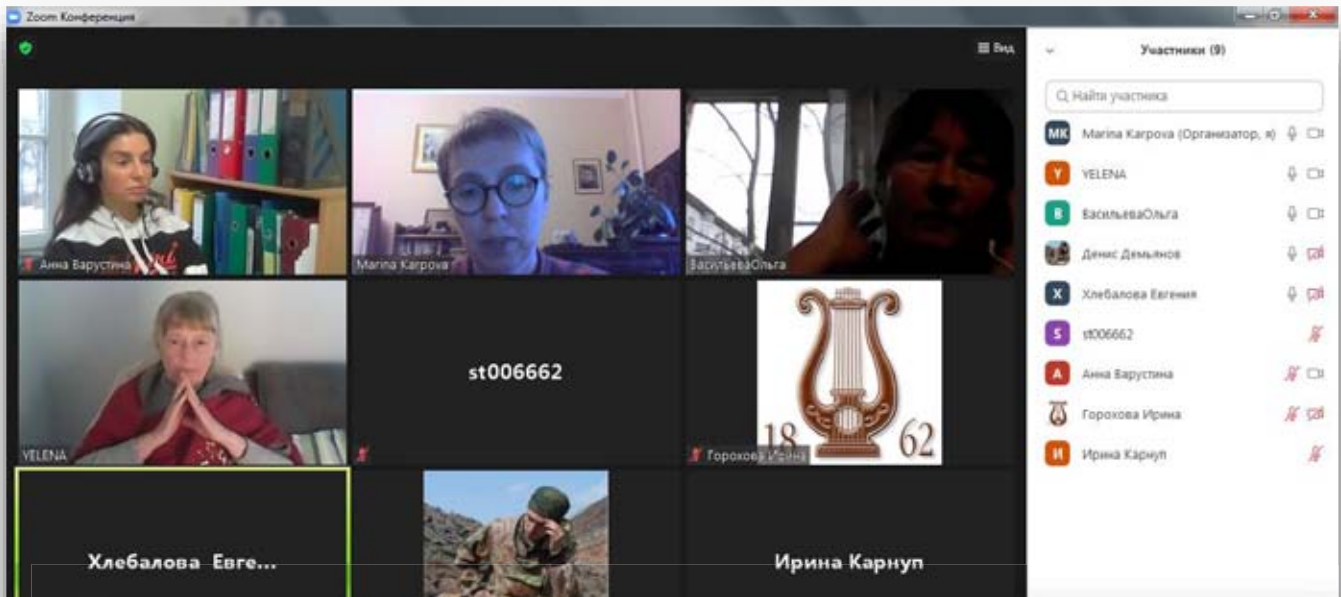 Zoom Конференция
Вид
Анна Варустина
Marina Karpova
ВасильеваОльга
YELENA
st006662
18 62
Горохова Ирина
Хлебалова Евге...
Ирина Карнуп
Участники (9)
Найти участника
MK Marina Karpova (Организатор, я)
Y YELENA
В ВасильеваОльга
Денис Демьянов
Х Хлебалова Евгения
S st006662
А Анна Варустина
Горохова Ирина
И Ирина Карнуп